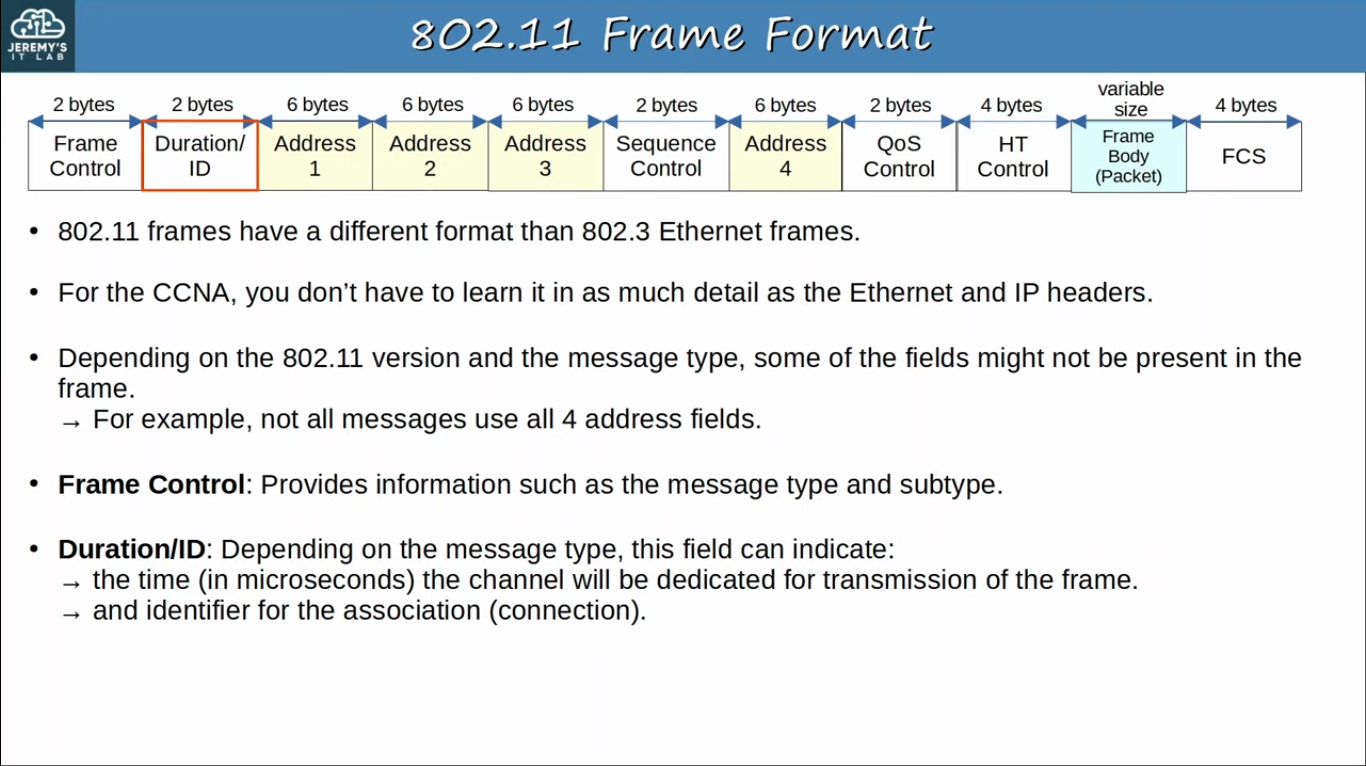 JEREMY'S
IT LAB
802.11 Frame Format
2 bytes 2 bytes 6 bytes 6 bytes 6 bytes 2 bytes 6 bytes 2 bytes 4 bytes variable size 4 bytes
Frame Control
Duration/ ID
Address 1
Address 2
Address 3
Sequence Control
Address 4
QoS Control
HT Control
Frame Body (Packet)
FCS
• 802.11 frames have a different format than 802.3 Ethernet frames.
• For the CCNA, you don’t have to learn it in as much detail as the Ethernet and IP headers.
• Depending on the 802.11 version and the message type, some of the fields might not be present in the
frame.
→ For example, not all messages use all 4 address fields.
• Frame Control: Provides information such as the message type and subtype.
• Duration/ID: Depending on the message type, this field can indicate:
→ the time (in microseconds) the channel will be dedicated for transmission of the frame.
→ and identifier for the association (connection).